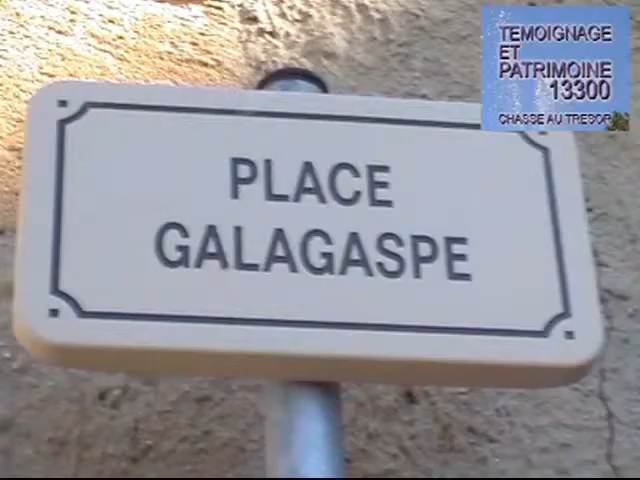 TEMOIGNAGE
ET
PATRIMOINE
13300
CHASSE AU TRESOR
PLACE
GALAGASPE